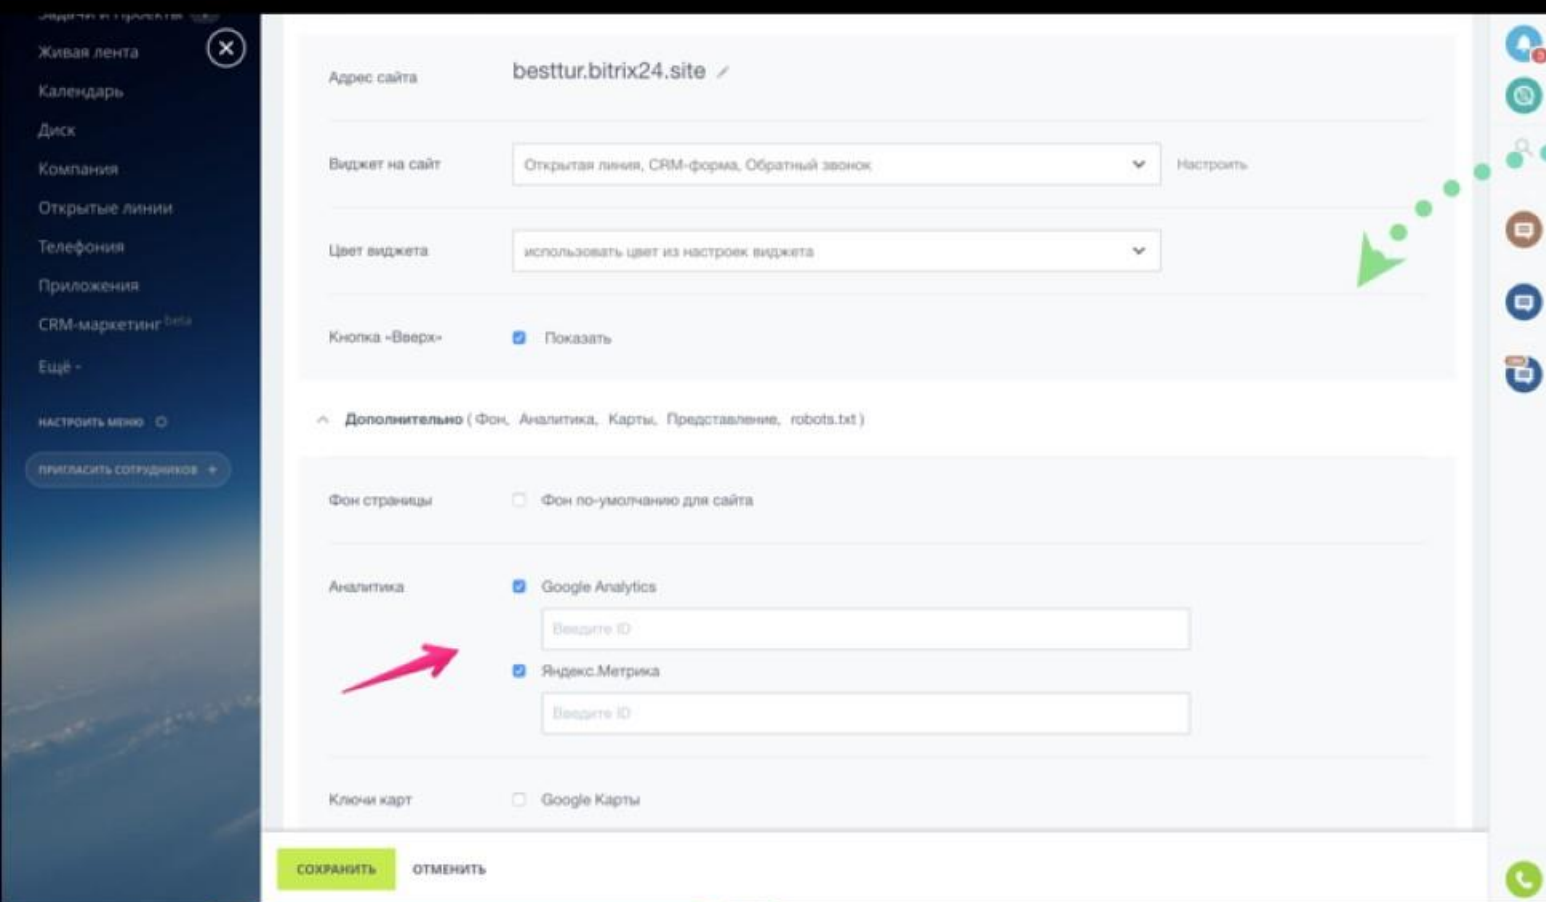 Задачи и Проекты
Живая лента
Календарь
Диск
Компания
Открытые линии
Телефония
Приложения
CRM-маркетинг beta
Ещё -
НАСТРОИТЬ МЕНЮ
ПРИГЛАСИТЬ СОТРУДНИКОВ +
Адрес сайта
besttur.bitrix24.site
Виджет на сайт
Открытая линия, CRM-форма, Обратный звонок
Настроить
Цвет виджета
использовать цвет из настроек виджета
Кнопка «Вверх»
Показать
Дополнительно ( Фон, Аналитика, Карты, Представление, robots.txt )
Фон страницы
Фон по-умолчанию для сайта
Аналитика
Google Analytics
Введите ID
Яндекс.Метрика
Введите ID
Ключи карт
Google Карты
СОХРАНИТЬ
ОТМЕНИТЬ